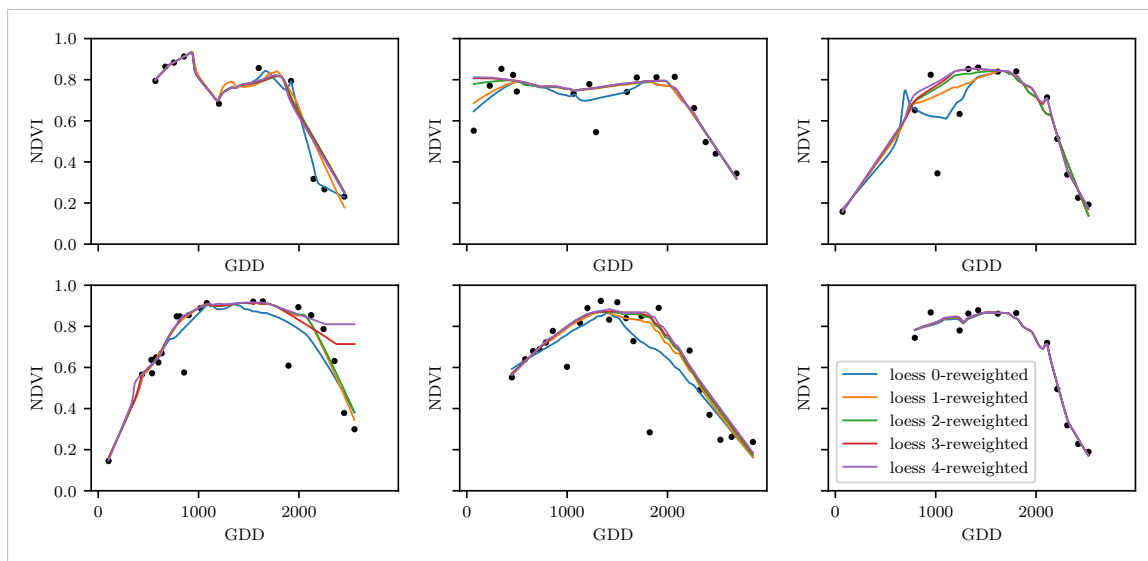 1.0
0.8
0.6
0.4
0.2
0.0
NDVI
GDD
NDVI
GDD
NDVI
GDD
1.0
0.8
0.6
0.4
0.2
0.0
NDVI
0 1000 2000
GDD
NDVI
0 1000 2000
GDD
NDVI
loess 0-reweighted
loess 1-reweighted
loess 2-reweighted
loess 3-reweighted
loess 4-reweighted
0 1000 2000
GDD